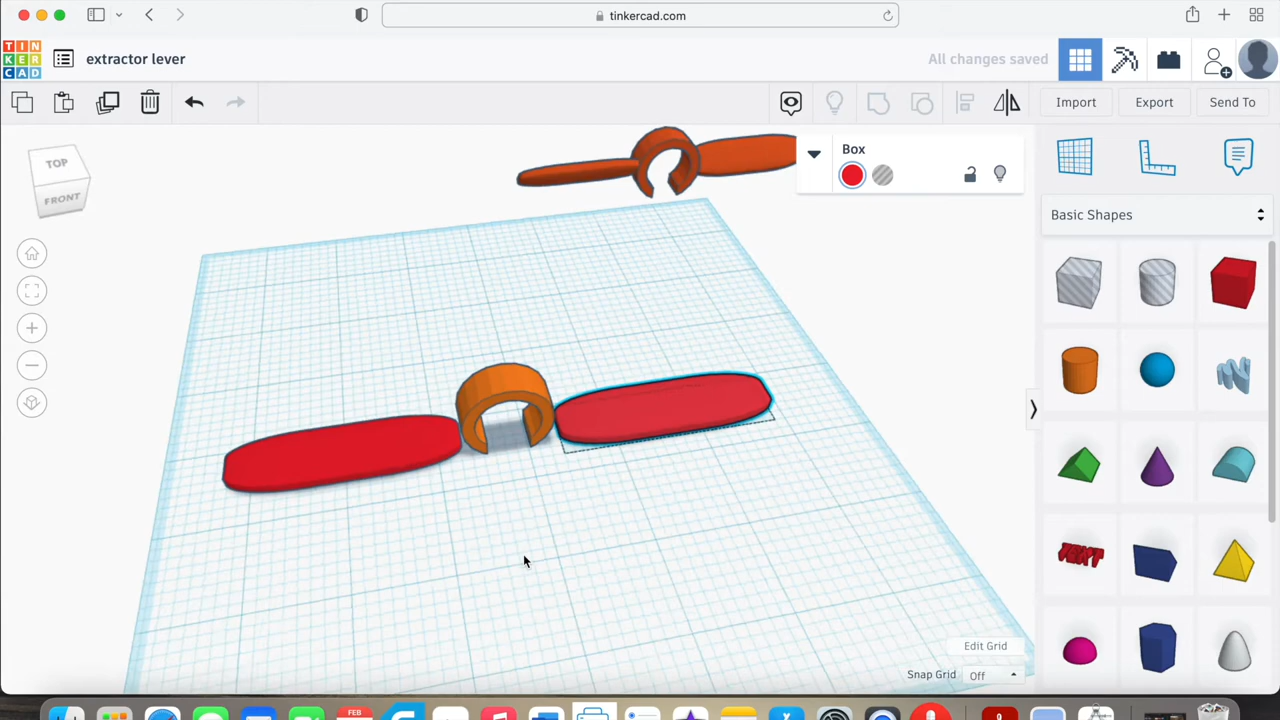 tinkercad.com
TIN
KER
CAD
extractor lever
All changes saved
Import
Export
Send To
TOP
FRONT
Box
Basic Shapes
TEXT
Edit Grid
Snap Grid
Off
FEB